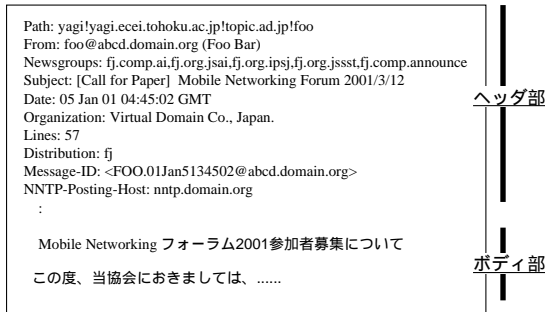 Path: yagi!yagi.ecei.tohoku.ac.jp!topic.ad.jp!foo
From: foo@abcd.domain.org (Foo Bar)
Newsgroups: fj.comp.ai,fj.org.jsai,fj.org.ipsj,fj.org.jssst,fj.comp.announce
Subject: [Call for Paper]  Mobile Networking Forum 2001/3/12
Date: 05 Jan 01 04:45:02 GMT
ヘッダ部
Organization: Virtual Domain Co., Japan.
Lines: 57
Distribution: fj
Message-ID: <FOO.01Jan5134502@abcd.domain.org>
NNTP-Posting-Host: nntp.domain.org
:
Mobile Networking フォーラム2001参加者募集について
ボディ部
この度、当協会におきましては、......